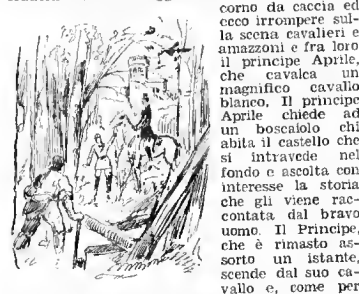 corno da caccia ed
ecco irrompere sul-
la scena cavalieri e
amazzoni e fra loro
il principe Aprile,
che cavalca un
magnifico cavallo
bianco. Il principe
Aprile chiede ad
un boscaiolo chi
abita il castello che
si intravede nel
fondo e ascolta con
interesse la storia
che gli viene rac-
contata dal bravo
uomo. Il Principe,
che è rimasto as-
sorto un istante,
scende dal suo ca-
vallo e, come per